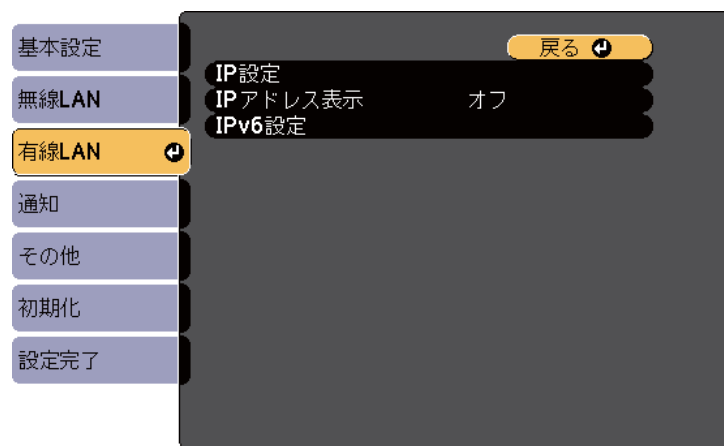 基本設定
無線LAN
有線LAN
通知
その他
初期化
設定完了
戻る
IP設定
IPアドレス表示 オフ
IPv6設定